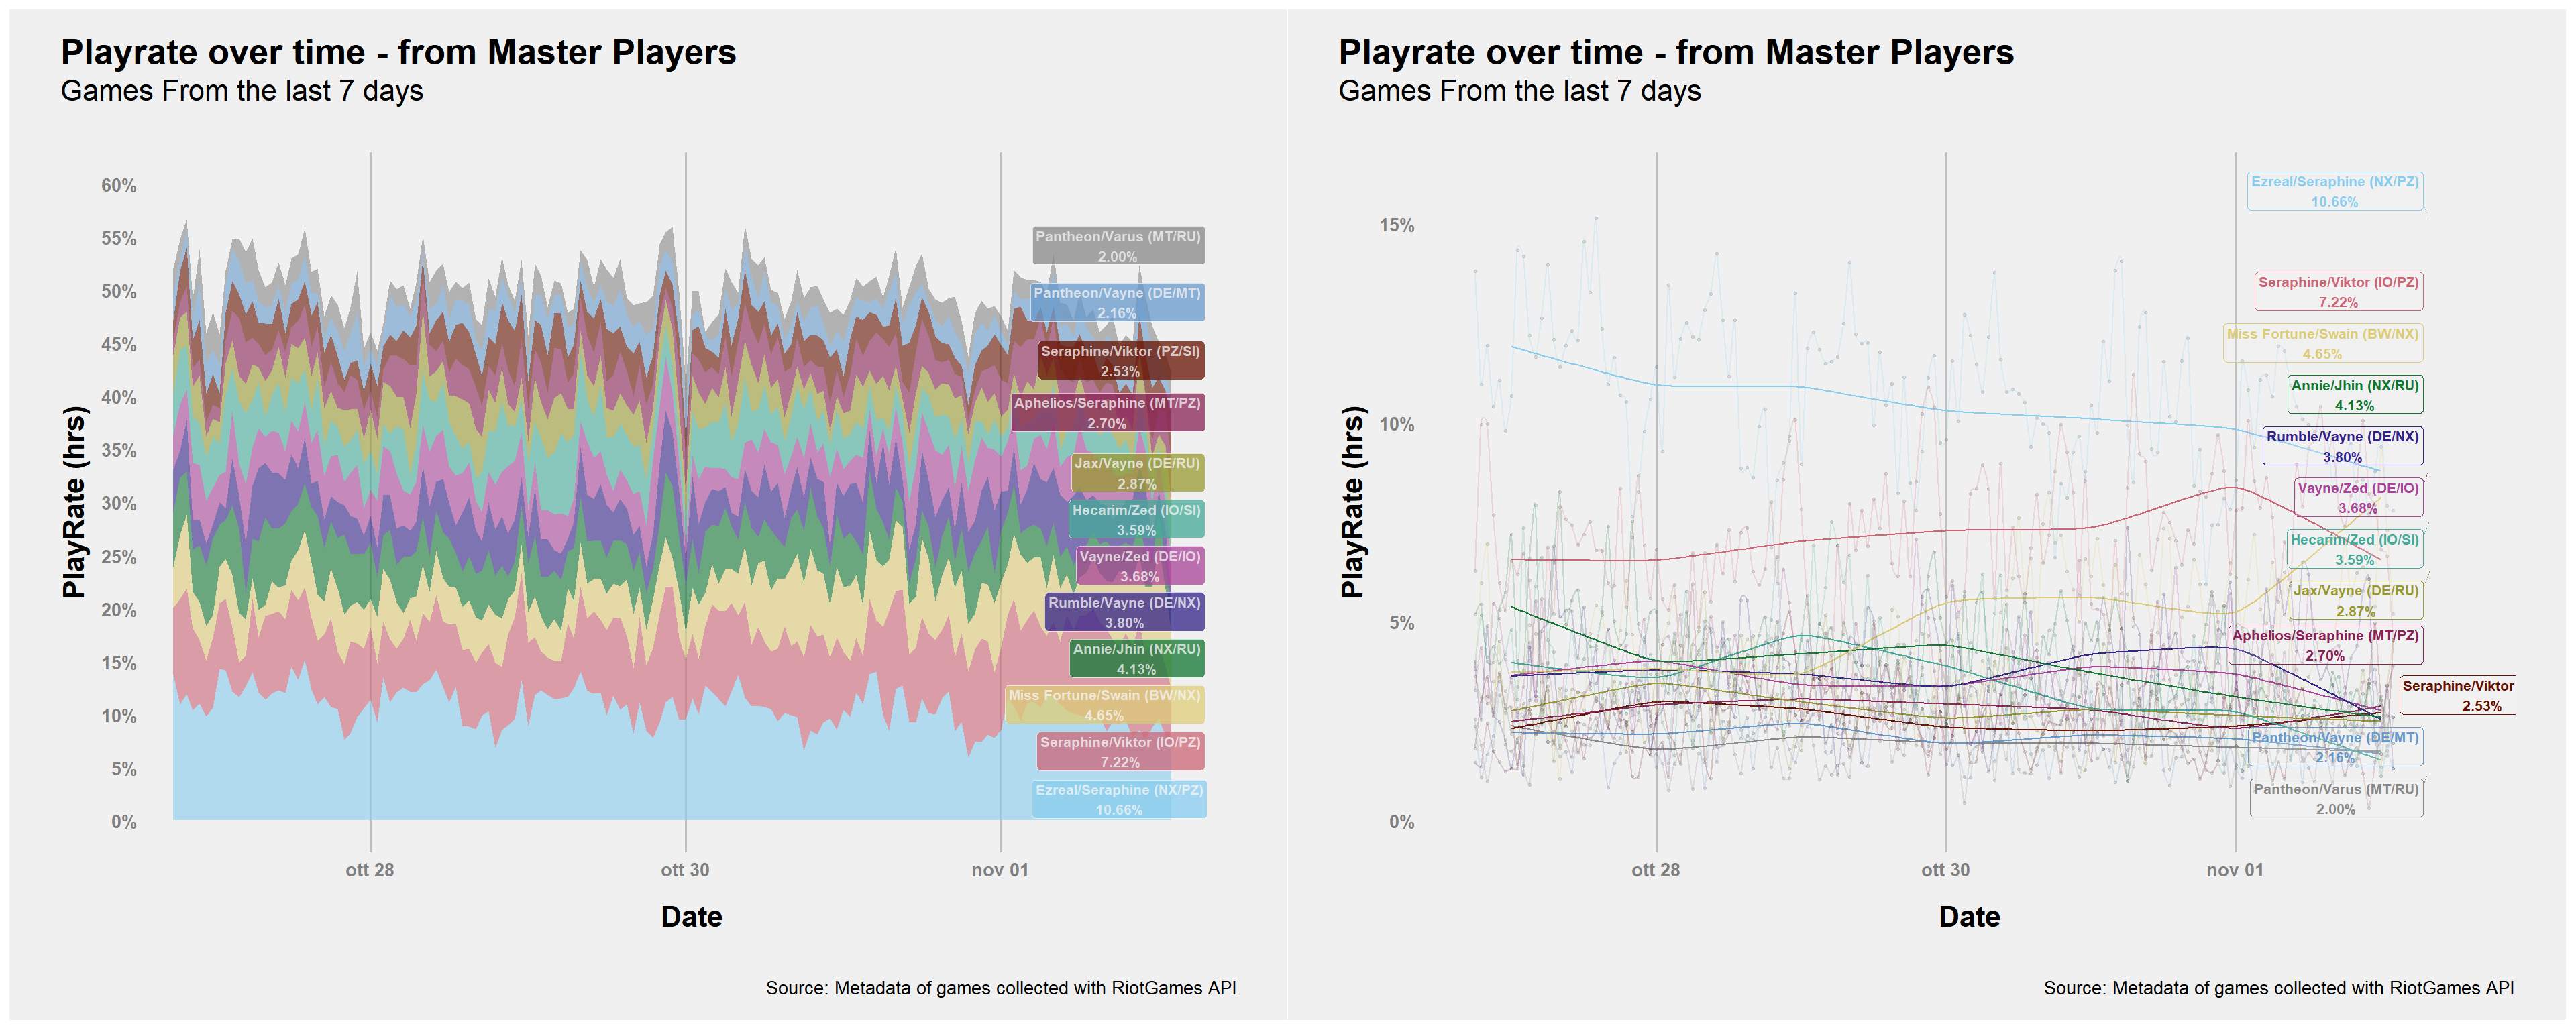 Playrate over time - from Master Players
Games From the last 7 days
PlayRate (hrs)
60%
55%
50%
45%
40%
35%
30%
25%
20%
15%
10%
5%
0%
Pantheon/Varus (MT/RU)
2.00%
Pantheon/Vayne (DE/MT)
2.16%
Seraphine/Viktor (PZ/SI)
2.53%
Aphelios/Seraphine (MT/PZ)
2.70%
Jax/Vayne (DE/RU)
2.87%
Hecarim/Zed (IO/SI)
3.59%
Vayne/Zed (DE/IO)
3.68%
Rumble/Vayne (DE/NX)
3.80%
Annie/Jhin (NX/RU)
4.13%
Miss Fortune/Swain (BW/NX)
4.65%
Seraphine/Viktor (IO/PZ)
7.22%
Ezreal/Seraphine (NX/PZ)
10.66%
ott 28
ott 30
nov 01
Date
Source: Metadata of games collected with RiotGames API
Playrate over time - from Master Players
Games From the last 7 days
PlayRate (hrs)
15%
10%
5%
0%
Ezreal/Seraphine (NX/PZ)
10.66%
Seraphine/Viktor (IO/PZ)
7.22%
Miss Fortune/Swain (BW/NX)
4.65%
Annie/Jhin (NX/RU)
4.13%
Rumble/Vayne (DE/NX)
3.80%
Vayne/Zed (DE/IO)
3.68%
Hecarim/Zed (IO/SI)
3.59%
Jax/Vayne (DE/RU)
2.87%
Aphelios/Seraphine (MT/PZ)
2.70%
Seraphine/Viktor
2.53%
Pantheon/Vayne (DE/MT)
2.16%
Pantheon/Varus (MT/RU)
2.00%
ott 28
ott 30
nov 01
Date
Source: Metadata of games collected with RiotGames API